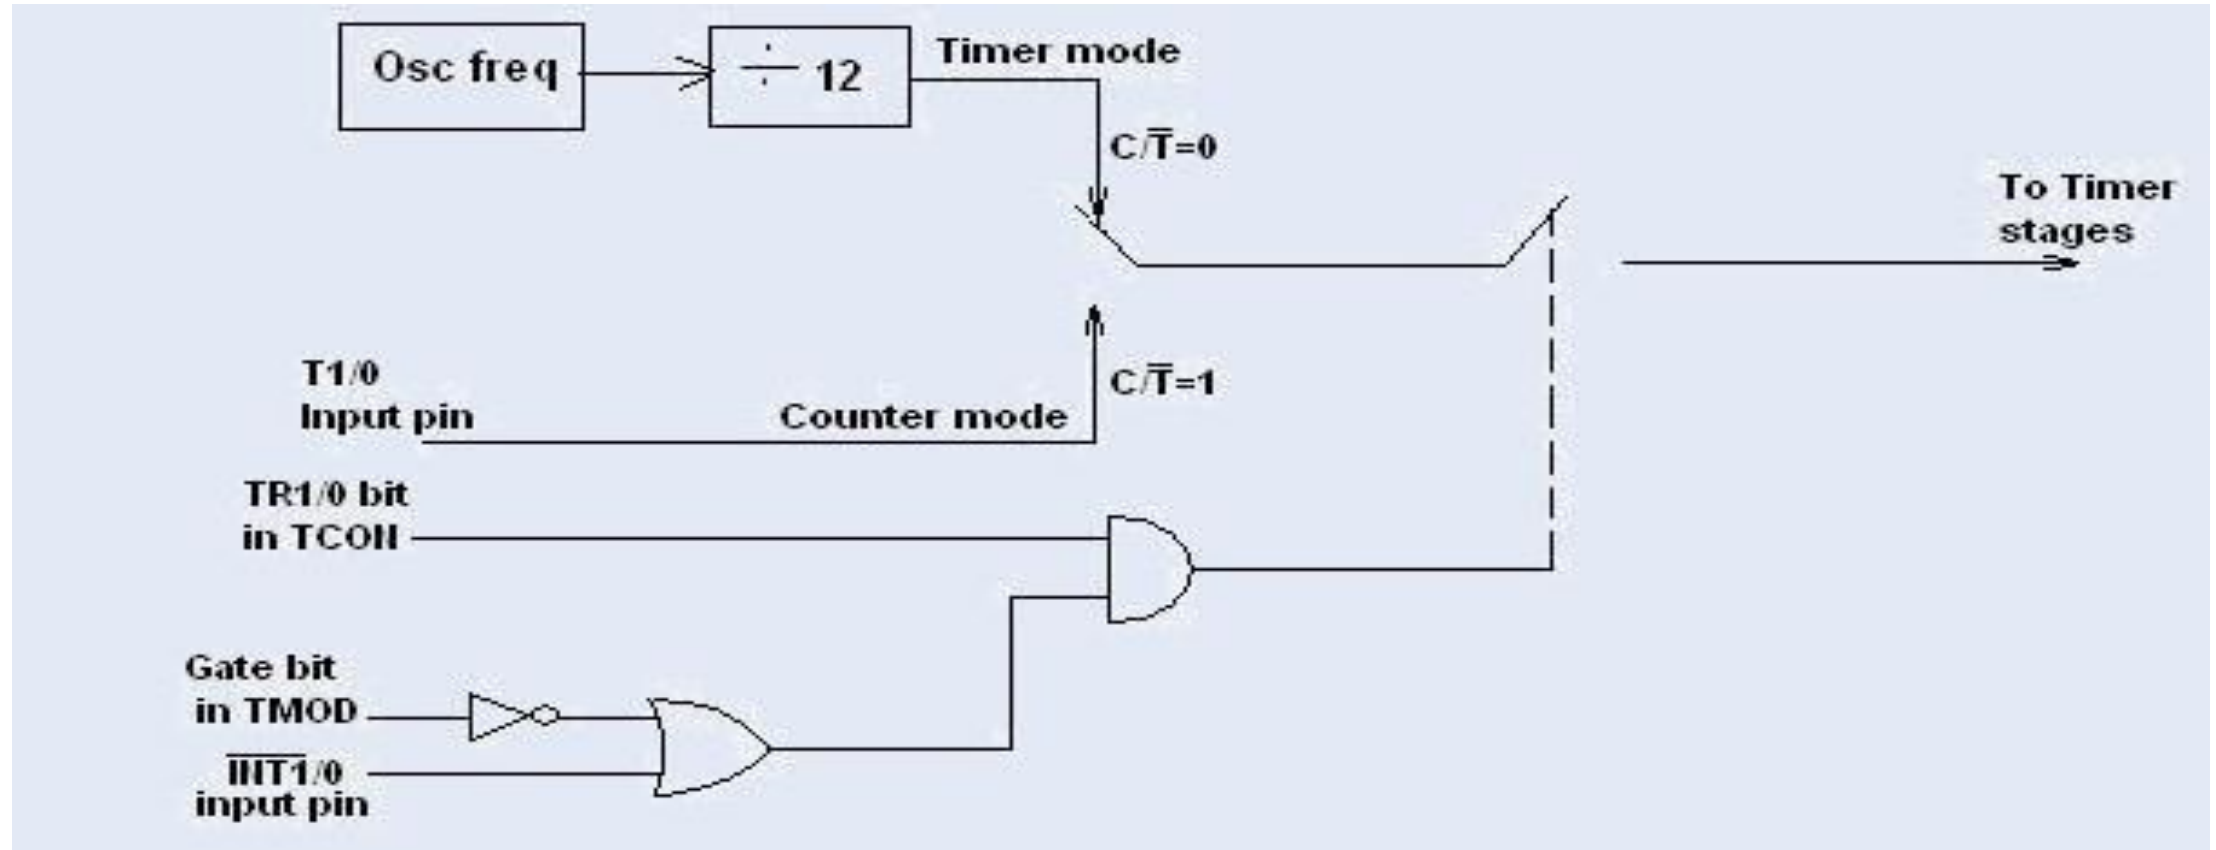 Osc freq
÷ 12
Timer mode
C/T̅=0
To Timer
stages
T1/0
Input pin
Counter mode
C/T̅=1
TR1/0 bit
in TCON
Gate bit
in TMOD
I̅N̅T̅1̅/0
input pin